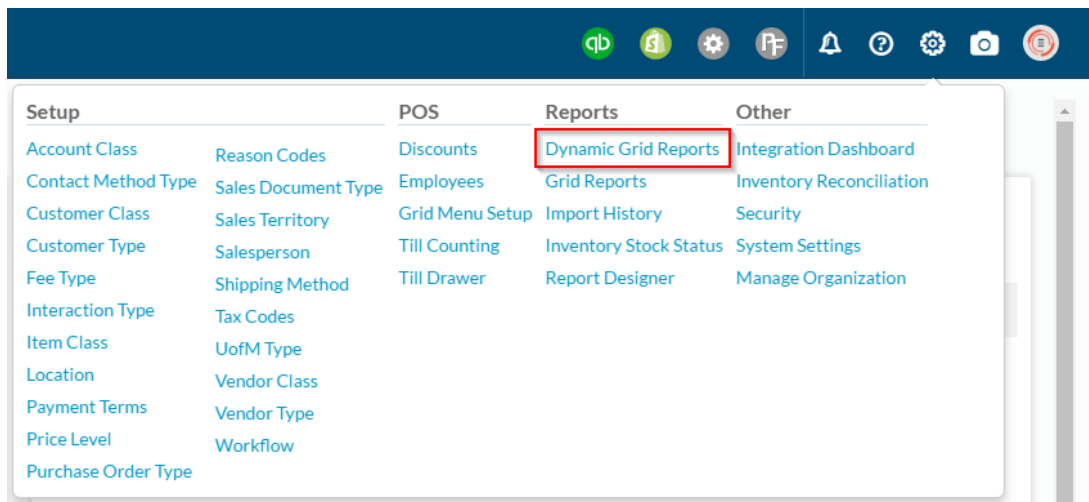 qb
Setup
Account Class
Contact Method Type
Customer Class
Customer Type
Fee Type
Interaction Type
Item Class
Location
Payment Terms
Price Level
Purchase Order Type
Reason Codes
Sales Document Type
Sales Territory
Salesperson
Shipping Method
Tax Codes
UofM Type
Vendor Class
Vendor Type
Workflow
POS
Discounts
Employees
Grid Menu Setup
Till Counting
Till Drawer
Reports
Dynamic Grid Reports
Grid Reports
Import History
Inventory Stock Status
Report Designer
Other
Integration Dashboard
Inventory Reconciliation
Security
System Settings
Manage Organization